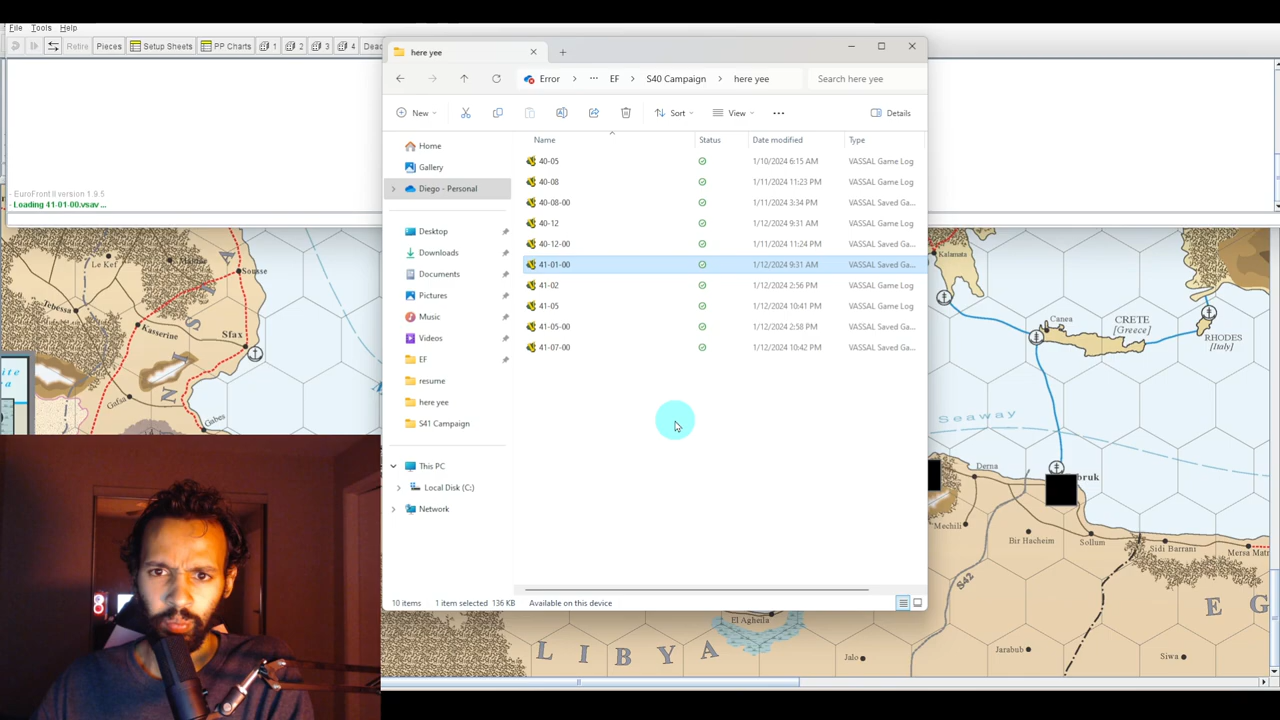 File Tools Help
Retire Pieces Setup Sheets PP Charts 1 2 3 4 Dead
- EuroFront II version 1.9.5
- Loading 41-01-00.vsav ...
here yee
Error EF S40 Campaign here yee Search here yee
New Sort View Details
Name Status Date modified Type
40-05 1/10/2024 6:15 AM VASSAL Game Log
40-08 1/11/2024 11:23 PM VASSAL Game Log
40-08-00 1/11/2024 3:34 PM VASSAL Saved Ga...
40-12 1/12/2024 9:31 AM VASSAL Game Log
40-12-00 1/11/2024 11:24 PM VASSAL Saved Ga...
41-01-00 1/12/2024 9:31 AM VASSAL Saved Ga...
41-02 1/12/2024 2:56 PM VASSAL Game Log
41-05 1/12/2024 10:41 PM VASSAL Game Log
41-05-00 1/12/2024 2:58 PM VASSAL Saved Ga...
41-07-00 1/12/2024 10:42 PM VASSAL Saved Ga...
Home
Gallery
Diego - Personal
Desktop
Downloads
Documents
Pictures
Music
Videos
EF
resume
here yee
S41 Campaign
This PC
Local Disk (C:)
Network
10 items 1 item selected 136 KB Available on this device
Le Kef
Sousse
Tebessa
Kasserine
Sfax
Gafsa
Gabes
Kalamata
Canea
CRETE
[Greece]
RHODES
[Italy]
Seaway
Derna
bruk
Mechili
Bir Hacheim
Sollum
Sidi Barrani
Mersa Mat
S42
E G
El Agheila
LIBYA
Jalo
Jarabub
Siwa